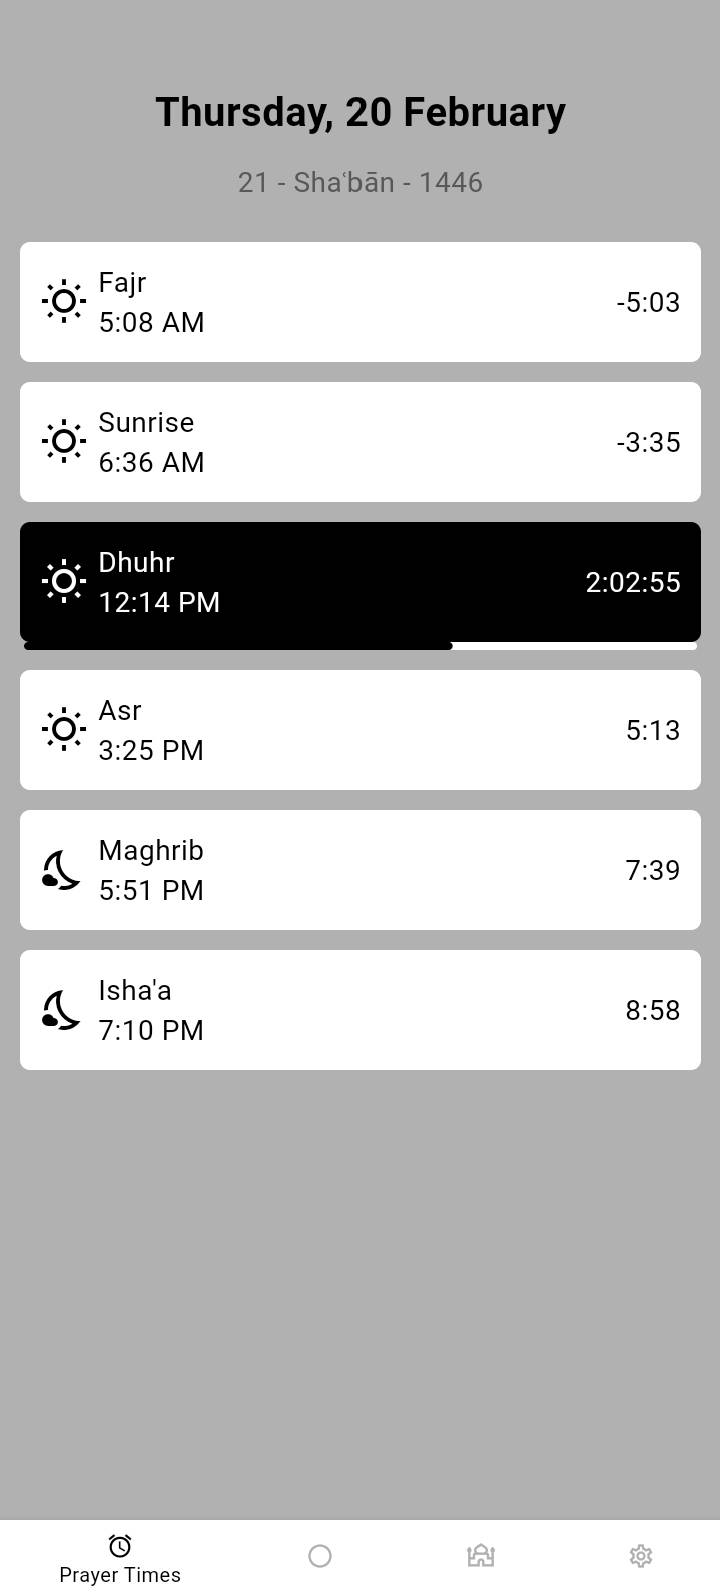 Thursday, 20 February
21 - Shaʿbān - 1446
Fajr
5:08 AM
-5:03
Sunrise
6:36 AM
-3:35
Dhuhr
12:14 PM
2:02:55
Asr
3:25 PM
5:13
Maghrib
5:51 PM
7:39
Isha'a
7:10 PM
8:58
Prayer Times